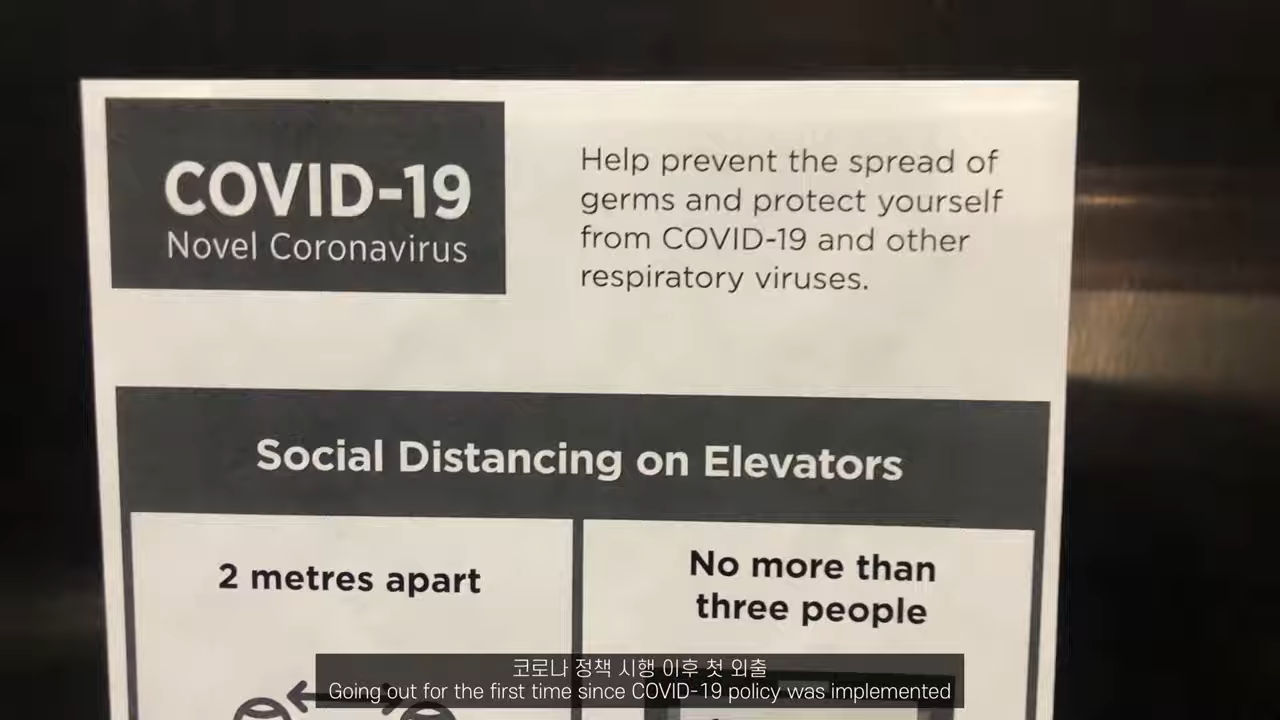 COVID-19
Novel Coronavirus
Help prevent the spread of
germs and protect yourself
from COVID-19 and other
respiratory viruses.
Social Distancing on Elevators
2 metres apart
No more than
three people
코로나 정책 시행 이후 첫 외출
Going out for the first time since COVID-19 policy was implemented